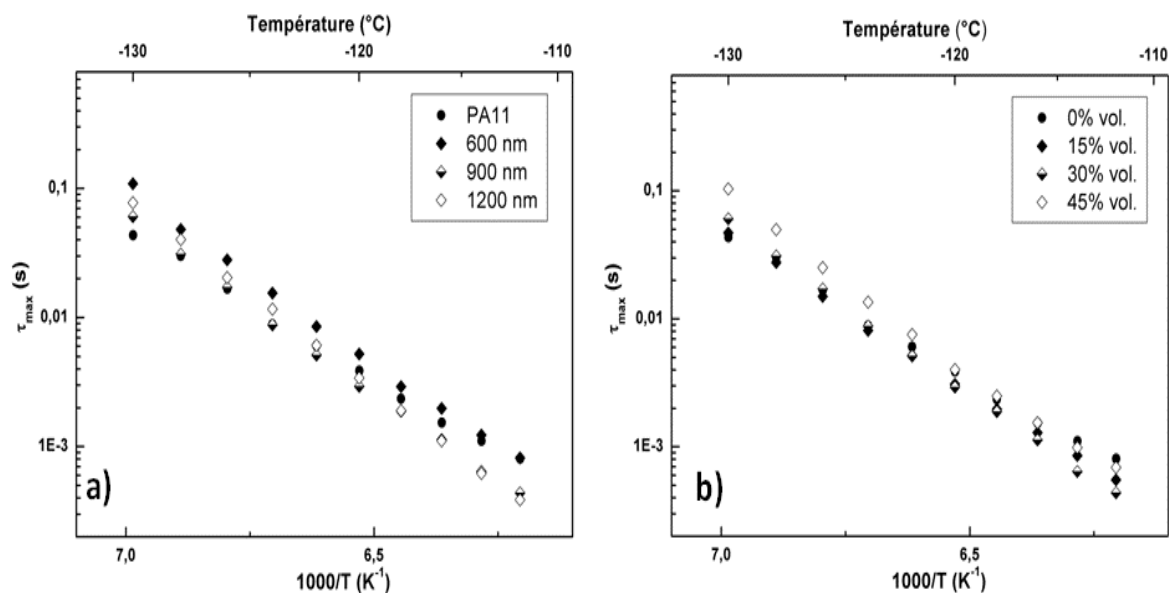 Température (°C)
-130
-120
-110
PA11
600 nm
900 nm
1200 nm
0,1
0,01
1E-3
τmax (s)
a)
7,0
6,5
1000/T (K⁻¹)
Température (°C)
-130
-120
-110
0% vol.
15% vol.
30% vol.
45% vol.
0,1
0,01
1E-3
τmax (s)
b)
7,0
6,5
1000/T (K⁻¹)